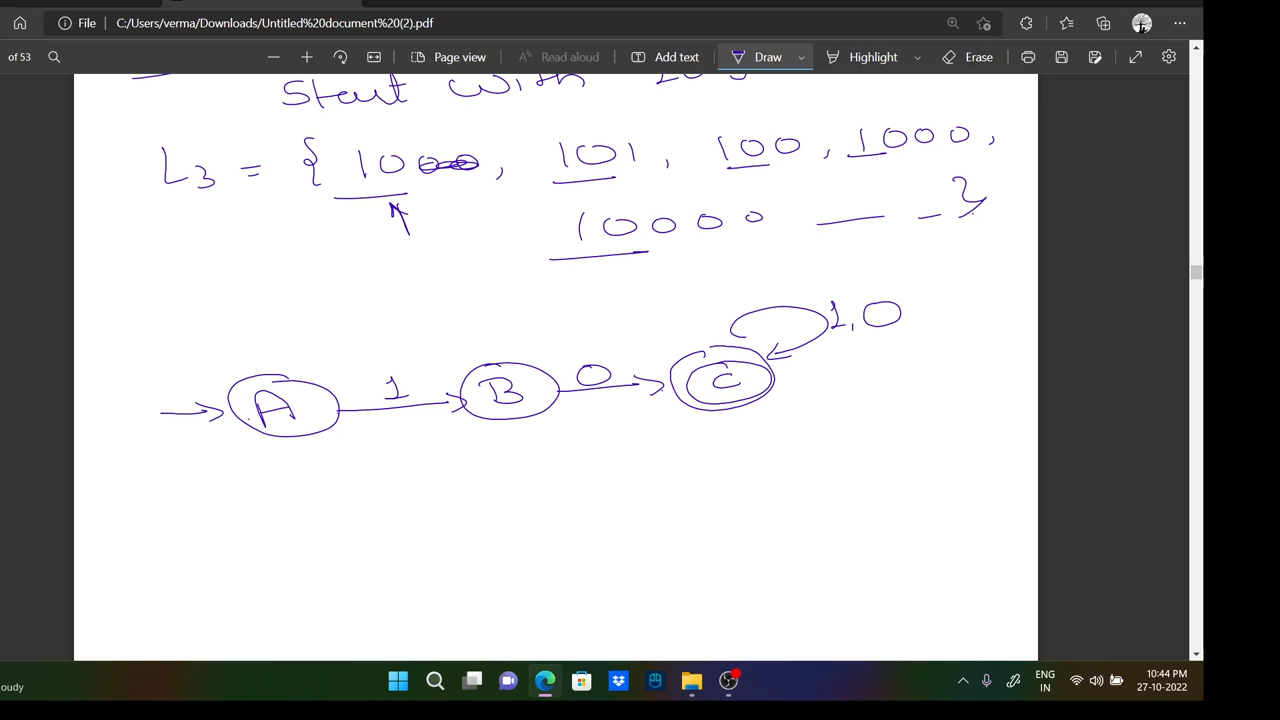 File C:/Users/verma/Downloads/Untitled%20document%20(2).pdf
of 53 Page view Read aloud Add text Draw Highlight Erase
Start with
L3 = { 10 , 101 , 100 , 1000 ,
10000 — - }
1,0
A 1 B 0 C
oudy ENG IN 10:44 PM 27-10-2022